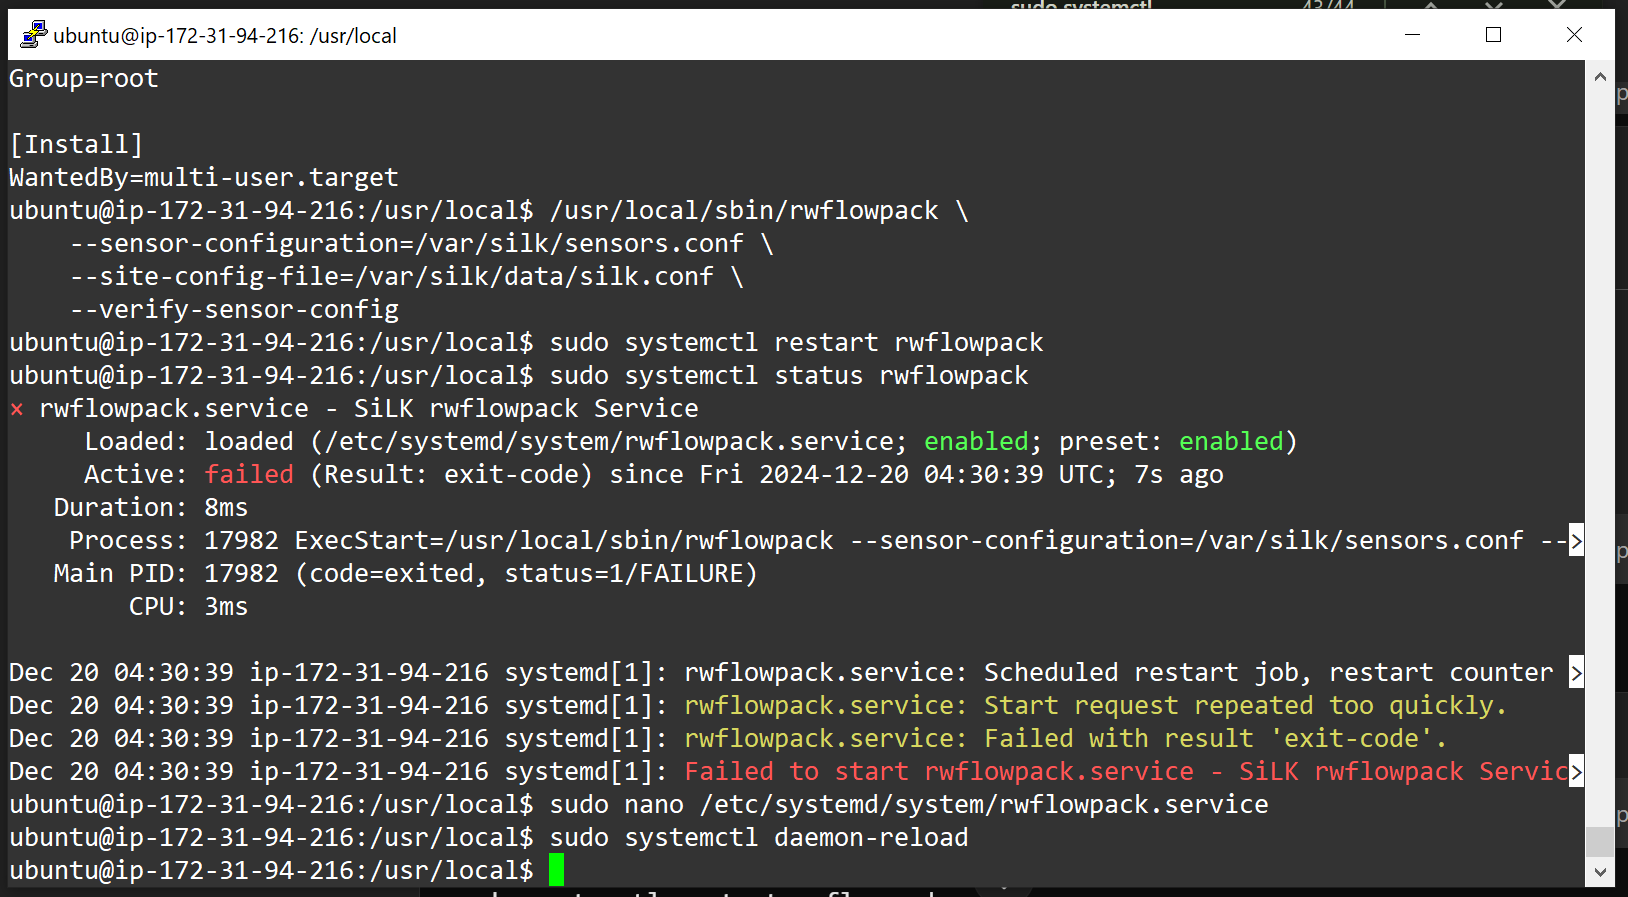 ubuntu@ip-172-31-94-216: /usr/local
Group=root
[Install]
WantedBy=multi-user.target
ubuntu@ip-172-31-94-216:/usr/local$ /usr/local/sbin/rwflowpack \
    --sensor-configuration=/var/silk/sensors.conf \
    --site-config-file=/var/silk/data/silk.conf \
    --verify-sensor-config
ubuntu@ip-172-31-94-216:/usr/local$ sudo systemctl restart rwflowpack
ubuntu@ip-172-31-94-216:/usr/local$ sudo systemctl status rwflowpack
× rwflowpack.service - SiLK rwflowpack Service
     Loaded: loaded (/etc/systemd/system/rwflowpack.service; enabled; preset: enabled)
     Active: failed (Result: exit-code) since Fri 2024-12-20 04:30:39 UTC; 7s ago
   Duration: 8ms
    Process: 17982 ExecStart=/usr/local/sbin/rwflowpack --sensor-configuration=/var/silk/sensors.conf -->
   Main PID: 17982 (code=exited, status=1/FAILURE)
        CPU: 3ms
Dec 20 04:30:39 ip-172-31-94-216 systemd[1]: rwflowpack.service: Scheduled restart job, restart counter >
Dec 20 04:30:39 ip-172-31-94-216 systemd[1]: rwflowpack.service: Start request repeated too quickly.
Dec 20 04:30:39 ip-172-31-94-216 systemd[1]: rwflowpack.service: Failed with result 'exit-code'.
Dec 20 04:30:39 ip-172-31-94-216 systemd[1]: Failed to start rwflowpack.service - SiLK rwflowpack Servic>
ubuntu@ip-172-31-94-216:/usr/local$ sudo nano /etc/systemd/system/rwflowpack.service
ubuntu@ip-172-31-94-216:/usr/local$ sudo systemctl daemon-reload
ubuntu@ip-172-31-94-216:/usr/local$